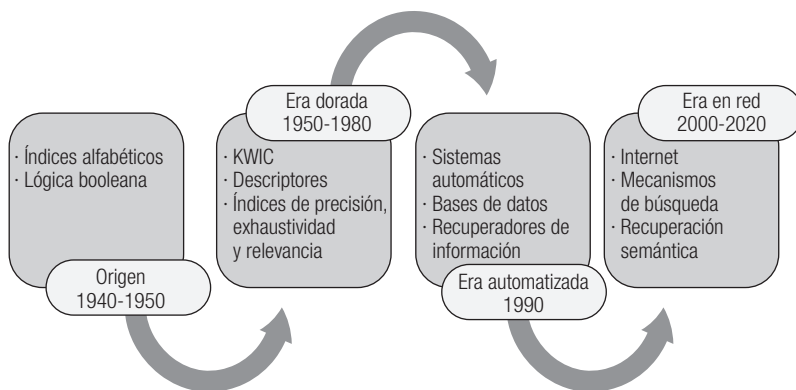 · Índices alfabéticos
· Lógica booleana
Origen
1940-1950
Era dorada
1950-1980
· KWIC
· Descriptores
· Índices de precisión,
exhaustividad
y relevancia
· Sistemas
automáticos
· Bases de datos
· Recuperadores de
información
Era automatizada
1990
Era en red
2000-2020
· Internet
· Mecanismos
de búsqueda
· Recuperación
semántica